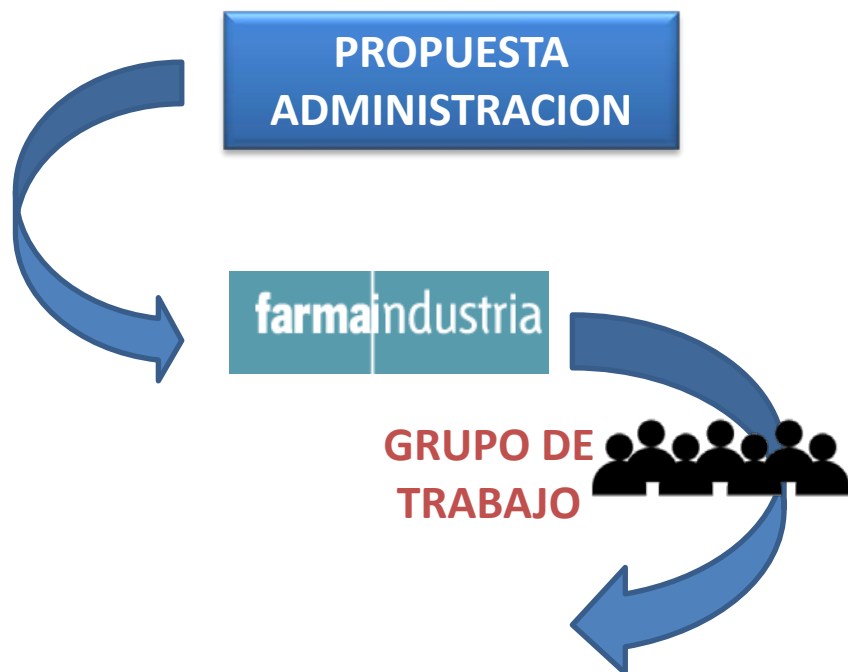 PROPUESTA
ADMINISTRACION
farmaindustria
GRUPO DE
TRABAJO